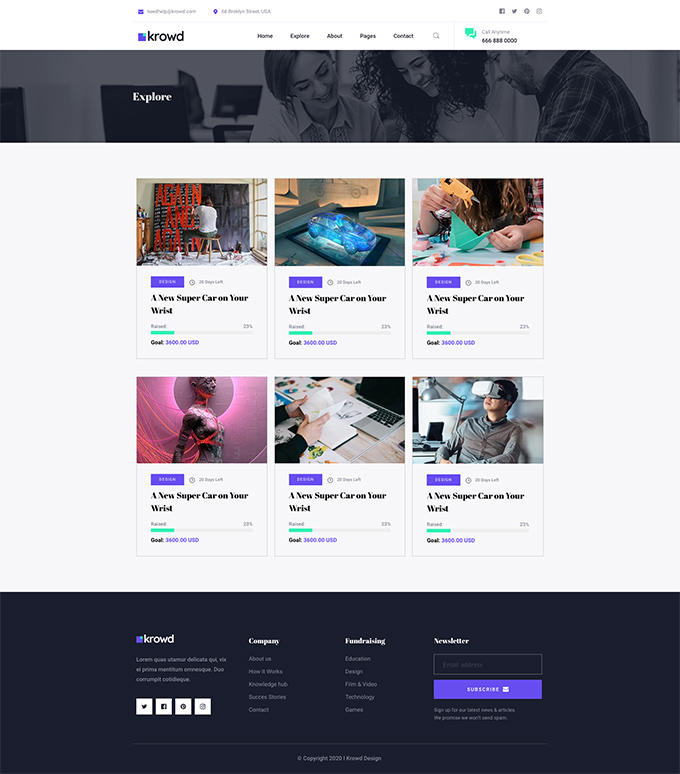 needhelp@krowd.com
66 Broklyn Street, USA
krowd
Home Explore About Pages Contact
Call Anytime
666 888 0000
Explore
DESIGN 20 Days Left
A New Super Car on Your
Wrist
Raised: 23%
Goal: 3600.00 USD
DESIGN 20 Days Left
A New Super Car on Your
Wrist
Raised: 23%
Goal: 3600.00 USD
DESIGN 20 Days Left
A New Super Car on Your
Wrist
Raised: 23%
Goal: 3600.00 USD
DESIGN 20 Days Left
A New Super Car on Your
Wrist
Raised: 23%
Goal: 3600.00 USD
DESIGN 20 Days Left
A New Super Car on Your
Wrist
Raised: 23%
Goal: 3600.00 USD
DESIGN 20 Days Left
A New Super Car on Your
Wrist
Raised: 23%
Goal: 3600.00 USD
krowd
Lorem quas utamur delicata qui, vix
ei prima mentitum omnesque. Duo
corrumpit cotidieque.
Company
About us
How It Works
Knowledge hub
Succes Stories
Contact
Fundraising
Education
Design
Film & Video
Technology
Games
Newsletter
Email address
SUBSCRIBE
Sign up for our latest news & articles.
We promise we won't send spam.
© Copyright 2020 I Krowd Design